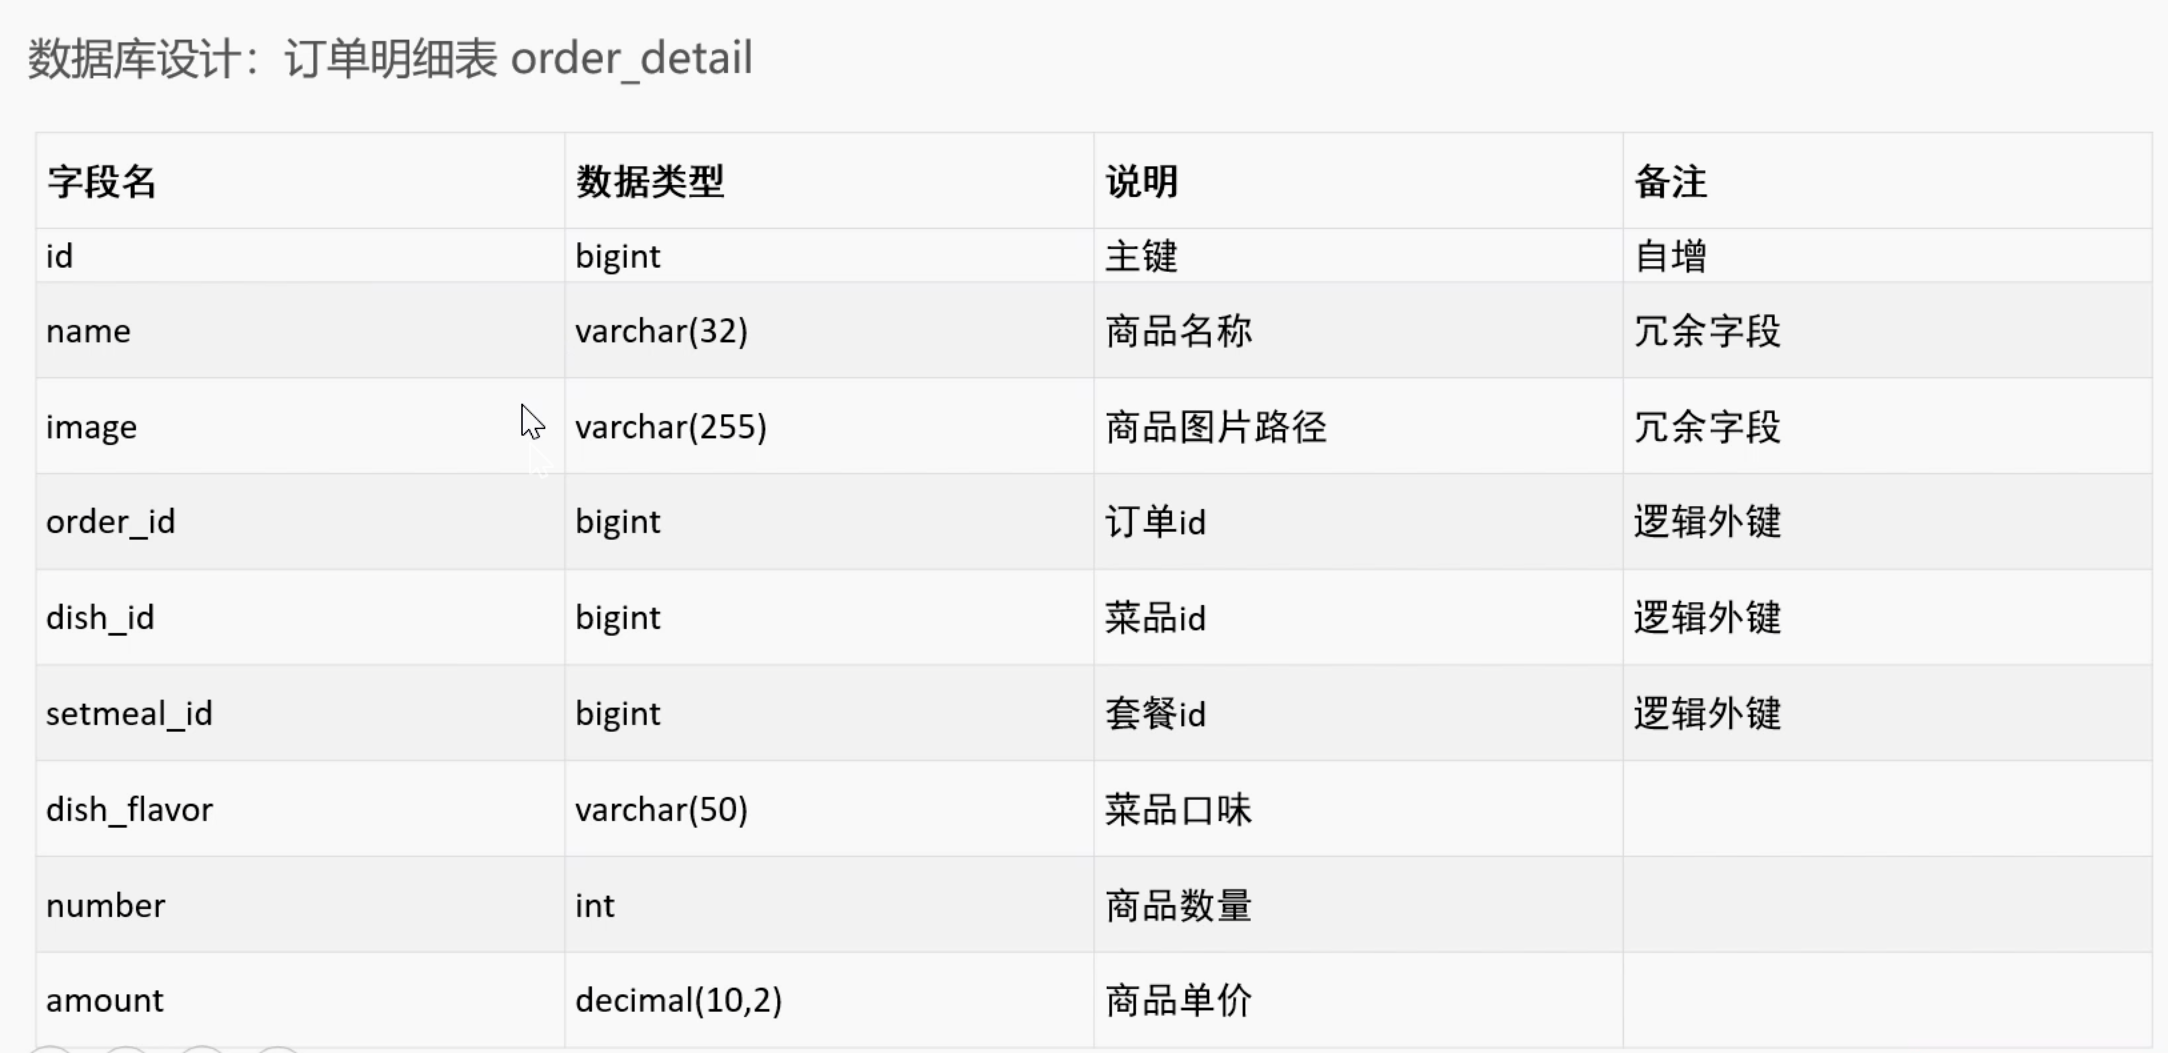 数据库设计：订单明细表 order_detail
字段名 数据类型 说明 备注
id bigint 主键 自增
name varchar(32) 商品名称 冗余字段
image varchar(255) 商品图片路径 冗余字段
order_id bigint 订单id 逻辑外键
dish_id bigint 菜品id 逻辑外键
setmeal_id bigint 套餐id 逻辑外键
dish_flavor varchar(50) 菜品口味
number int 商品数量
amount decimal(10,2) 商品单价